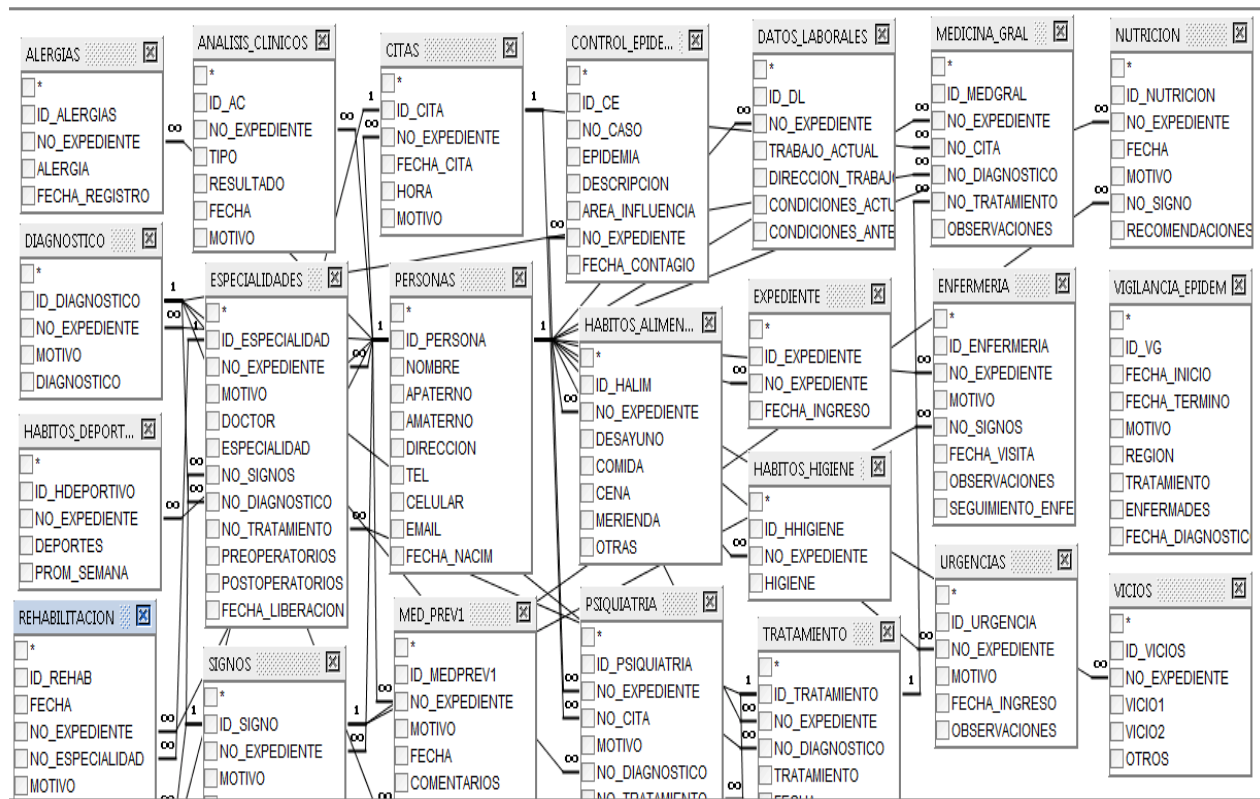 ALERGIAS
*
ID_ALERGIAS
NO_EXPEDIENTE
ALERGIA
FECHA_REGISTRO
ANALISIS_CLINICOS
*
ID_AC
NO_EXPEDIENTE
TIPO
RESULTADO
FECHA
MOTIVO
CITAS
*
ID_CITA
NO_EXPEDIENTE
FECHA_CITA
HORA
MOTIVO
CONTROL_EPIDE...
*
ID_CE
NO_CASO
EPIDEMIA
DESCRIPCION
AREA_INFLUENCIA
NO_EXPEDIENTE
FECHA_CONTAGIO
DATOS_LABORALES
*
ID_DL
NO_EXPEDIENTE
TRABAJO_ACTUAL
DIRECCION_TRABAJ
CONDICIONES_ACTU
CONDICIONES_ANTE
MEDICINA_GRAL
*
ID_MEDGRAL
NO_EXPEDIENTE
NO_CITA
NO_DIAGNOSTICO
NO_TRATAMIENTO
OBSERVACIONES
NUTRICION
*
ID_NUTRICION
NO_EXPEDIENTE
FECHA
MOTIVO
NO_SIGNO
RECOMENDACIONES
DIAGNOSTICO
*
ID_DIAGNOSTICO
NO_EXPEDIENTE
MOTIVO
DIAGNOSTICO
ESPECIALIDADES
*
ID_ESPECIALIDAD
NO_EXPEDIENTE
MOTIVO
DOCTOR
ESPECIALIDAD
NO_SIGNOS
NO_DIAGNOSTICO
NO_TRATAMIENTO
PREOPERATORIOS
POSTOPERATORIOS
FECHA_LIBERACION
PERSONAS
*
ID_PERSONA
NOMBRE
APATERNO
AMATERNO
DIRECCION
TEL
CELULAR
EMAIL
FECHA_NACIM
HABITOS_ALIMEN...
*
ID_HALIM
NO_EXPEDIENTE
DESAYUNO
COMIDA
CENA
MERIENDA
OTRAS
EXPEDIENTE
*
ID_EXPEDIENTE
NO_EXPEDIENTE
FECHA_INGRESO
ENFERMERIA
*
ID_ENFERMERIA
NO_EXPEDIENTE
MOTIVO
NO_SIGNOS
FECHA_VISITA
OBSERVACIONES
SEGUIMIENTO_ENFE
VIGILANCIA_EPIDEM
*
ID_VG
FECHA_INICIO
FECHA_TERMINO
MOTIVO
REGION
TRATAMIENTO
ENFERMADES
FECHA_DIAGNOSTIC
HABITOS_DEPORT...
*
ID_HDEPORTIVO
NO_EXPEDIENTE
DEPORTES
PROM_SEMANA
HABITOS_HIGIENE
*
ID_HHIGIENE
NO_EXPEDIENTE
HIGIENE
REHABILITACION
*
ID_REHAB
FECHA
NO_EXPEDIENTE
NO_ESPECIALIDAD
MOTIVO
SIGNOS
*
ID_SIGNO
NO_EXPEDIENTE
MOTIVO
MED_PREV1
*
ID_MEDPREV1
NO_EXPEDIENTE
MOTIVO
FECHA
COMENTARIOS
PSIQUIATRIA
*
ID_PSIQUIATRIA
NO_EXPEDIENTE
NO_CITA
MOTIVO
NO_DIAGNOSTICO
NO_TRATAMIENTO
TRATAMIENTO
*
ID_TRATAMIENTO
NO_EXPEDIENTE
NO_DIAGNOSTICO
TRATAMIENTO
FECHA
URGENCIAS
*
ID_URGENCIA
NO_EXPEDIENTE
MOTIVO
FECHA_INGRESO
OBSERVACIONES
VICIOS
*
ID_VICIOS
NO_EXPEDIENTE
VICIO1
VICIO2
OTROS